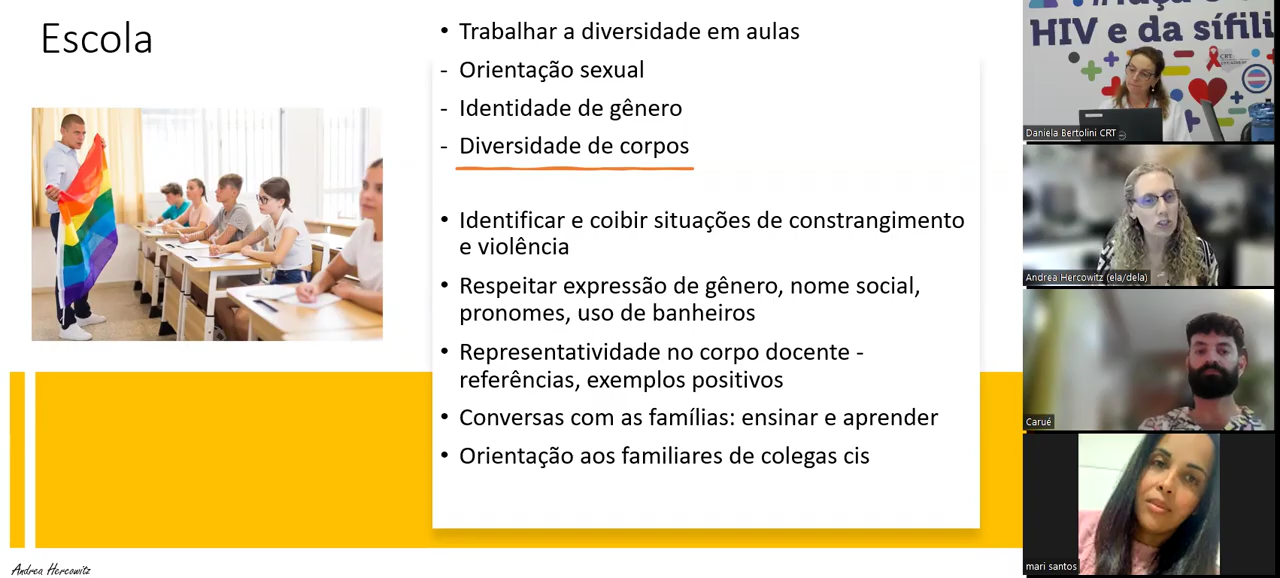 Escola
• Trabalhar a diversidade em aulas
- Orientação sexual
- Identidade de gênero
- Diversidade de corpos
• Identificar e coibir situações de constrangimento
e violência
• Respeitar expressão de gênero, nome social,
pronomes, uso de banheiros
• Representatividade no corpo docente -
referências, exemplos positivos
• Conversas com as famílias: ensinar e aprender
• Orientação aos familiares de colegas cis
Andrea Hercowitz
HIV e da sífili
CRT
Daniela Bertolini CRT
Andrea Hercowitz (ela/dela)
Carué
mari santos